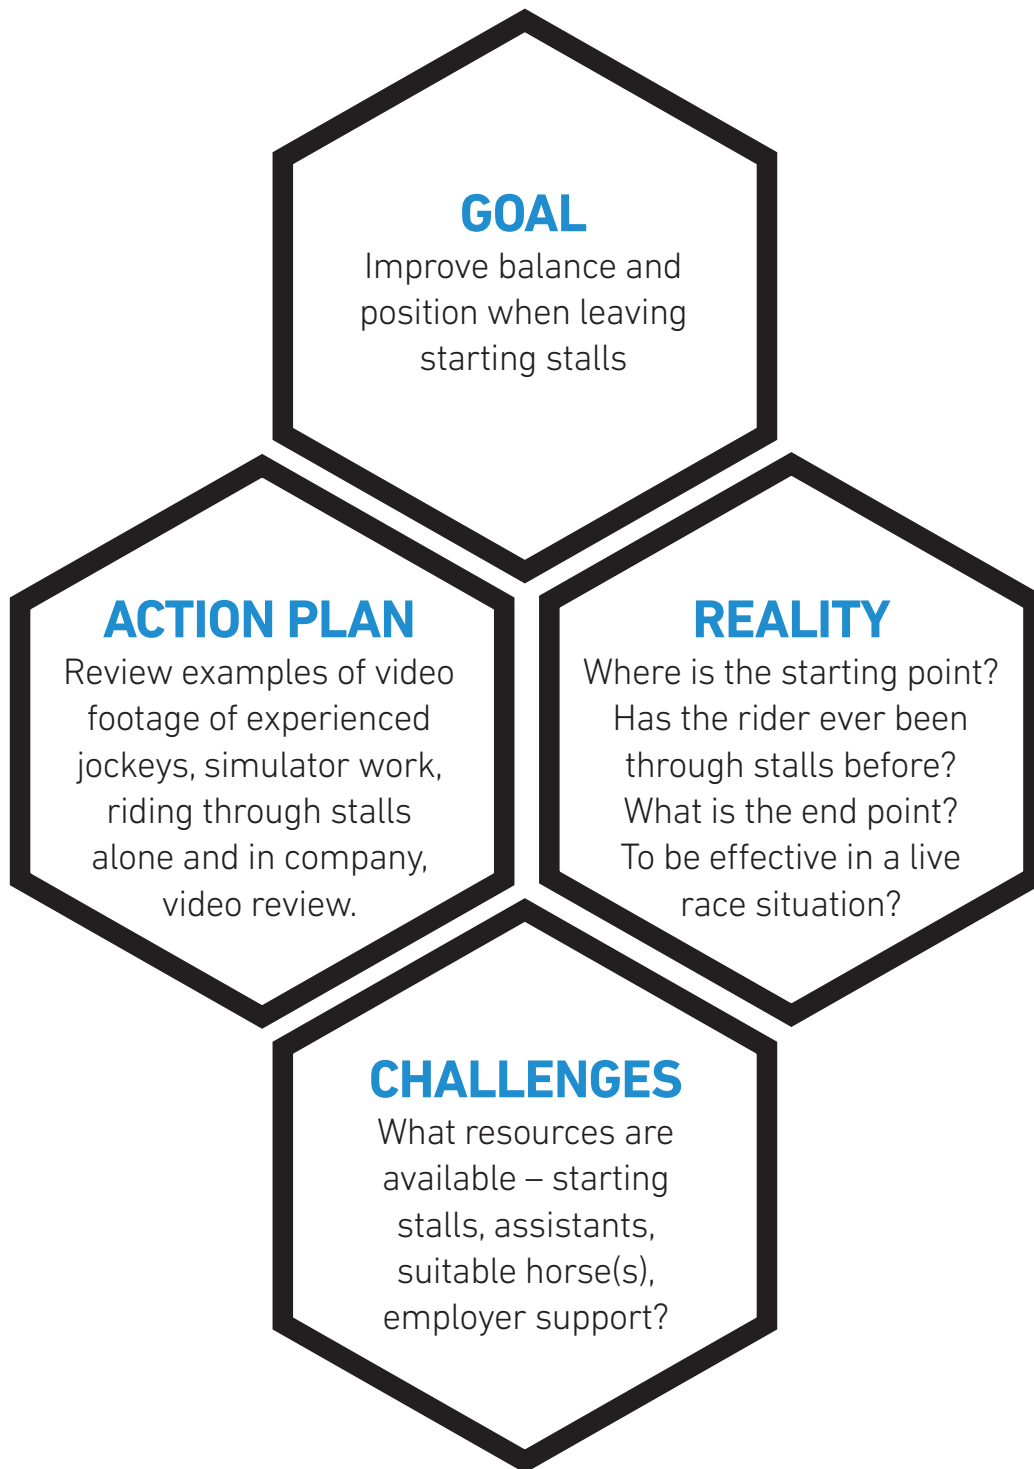 GOAL
Improve balance and
position when leaving
starting stalls
ACTION PLAN
Review examples of video
footage of experienced
jockeys, simulator work,
riding through stalls
alone and in company,
video review.
REALITY
Where is the starting point?
Has the rider ever been
through stalls before?
What is the end point?
To be effective in a live
race situation?
CHALLENGES
What resources are
available – starting
stalls, assistants,
suitable horse(s),
employer support?